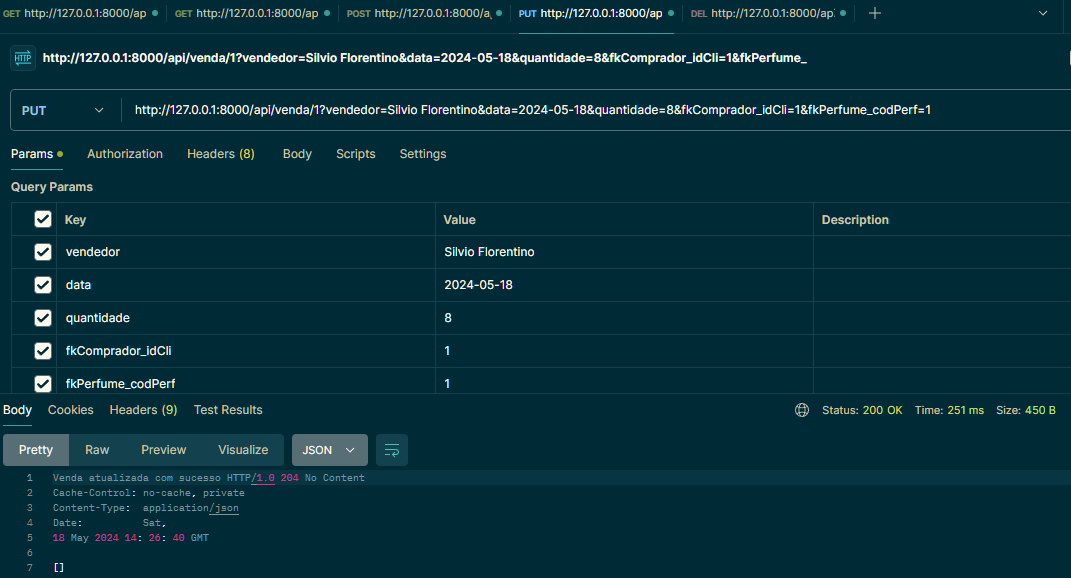 GET http://127.0.0.1:8000/ap GET http://127.0.0.1:8000/ap POST http://127.0.0.1:8000/a PUT http://127.0.0.1:8000/ap DEL http://127.0.0.1:8000/ap
HTTP http://127.0.0.1:8000/api/venda/1?vendedor=Silvio Florentino&data=2024-05-18&quantidade=8&fkComprador_idCli=1&fkPerfume_
PUT http://127.0.0.1:8000/api/venda/1?vendedor=Silvio Florentino&data=2024-05-18&quantidade=8&fkComprador_idCli=1&fkPerfume_codPerf=1
Params Authorization Headers (8) Body Scripts Settings
Query Params
Key Value Description
vendedor Silvio Florentino
data 2024-05-18
quantidade 8
fkComprador_idCli 1
fkPerfume_codPerf 1
Body Cookies Headers (9) Test Results Status: 200 OK Time: 251 ms Size: 450 B
Pretty Raw Preview Visualize JSON
1 Venda atualizada com sucesso HTTP/1.0 204 No Content
2 Cache-Control: no-cache, private
3 Content-Type: application/json
4 Date: Sat,
5 18 May 2024 14: 26: 40 GMT
6
7 []